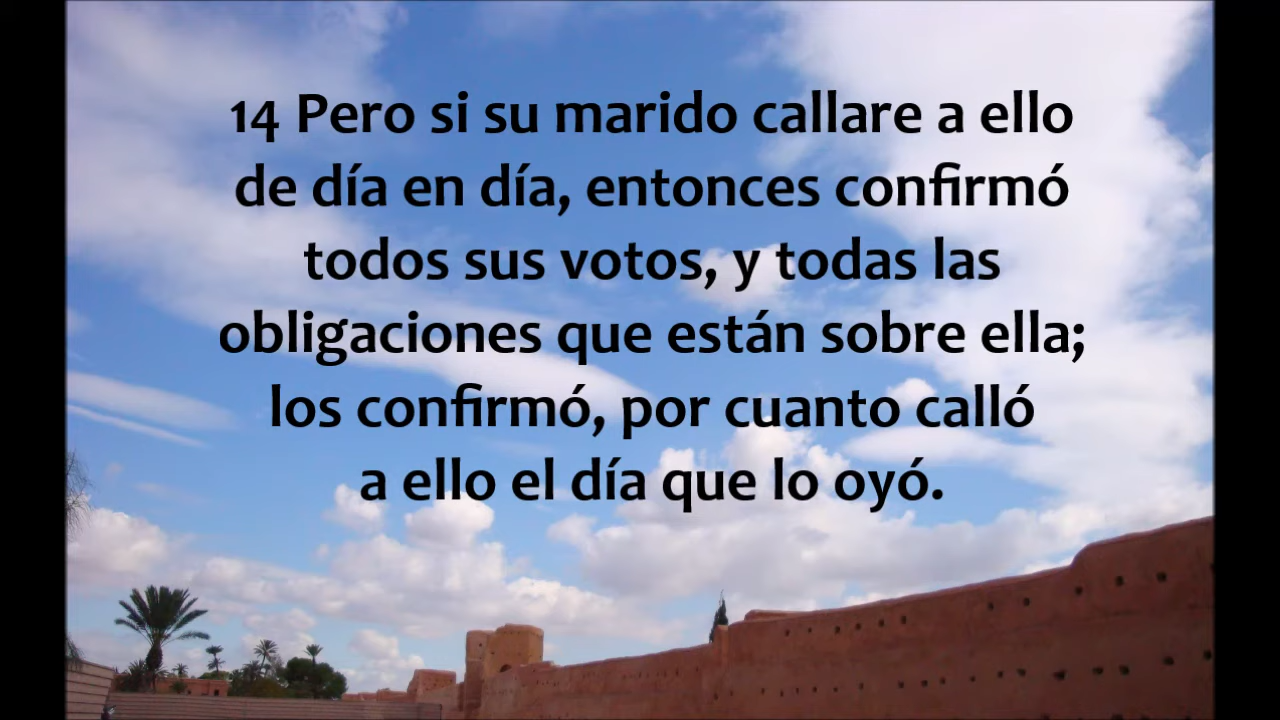 14 Pero si su marido callare a ello
de día en día, entonces confirmó
todos sus votos, y todas las
obligaciones que están sobre ella;
los confirmó, por cuanto calló
a ello el día que lo oyó.